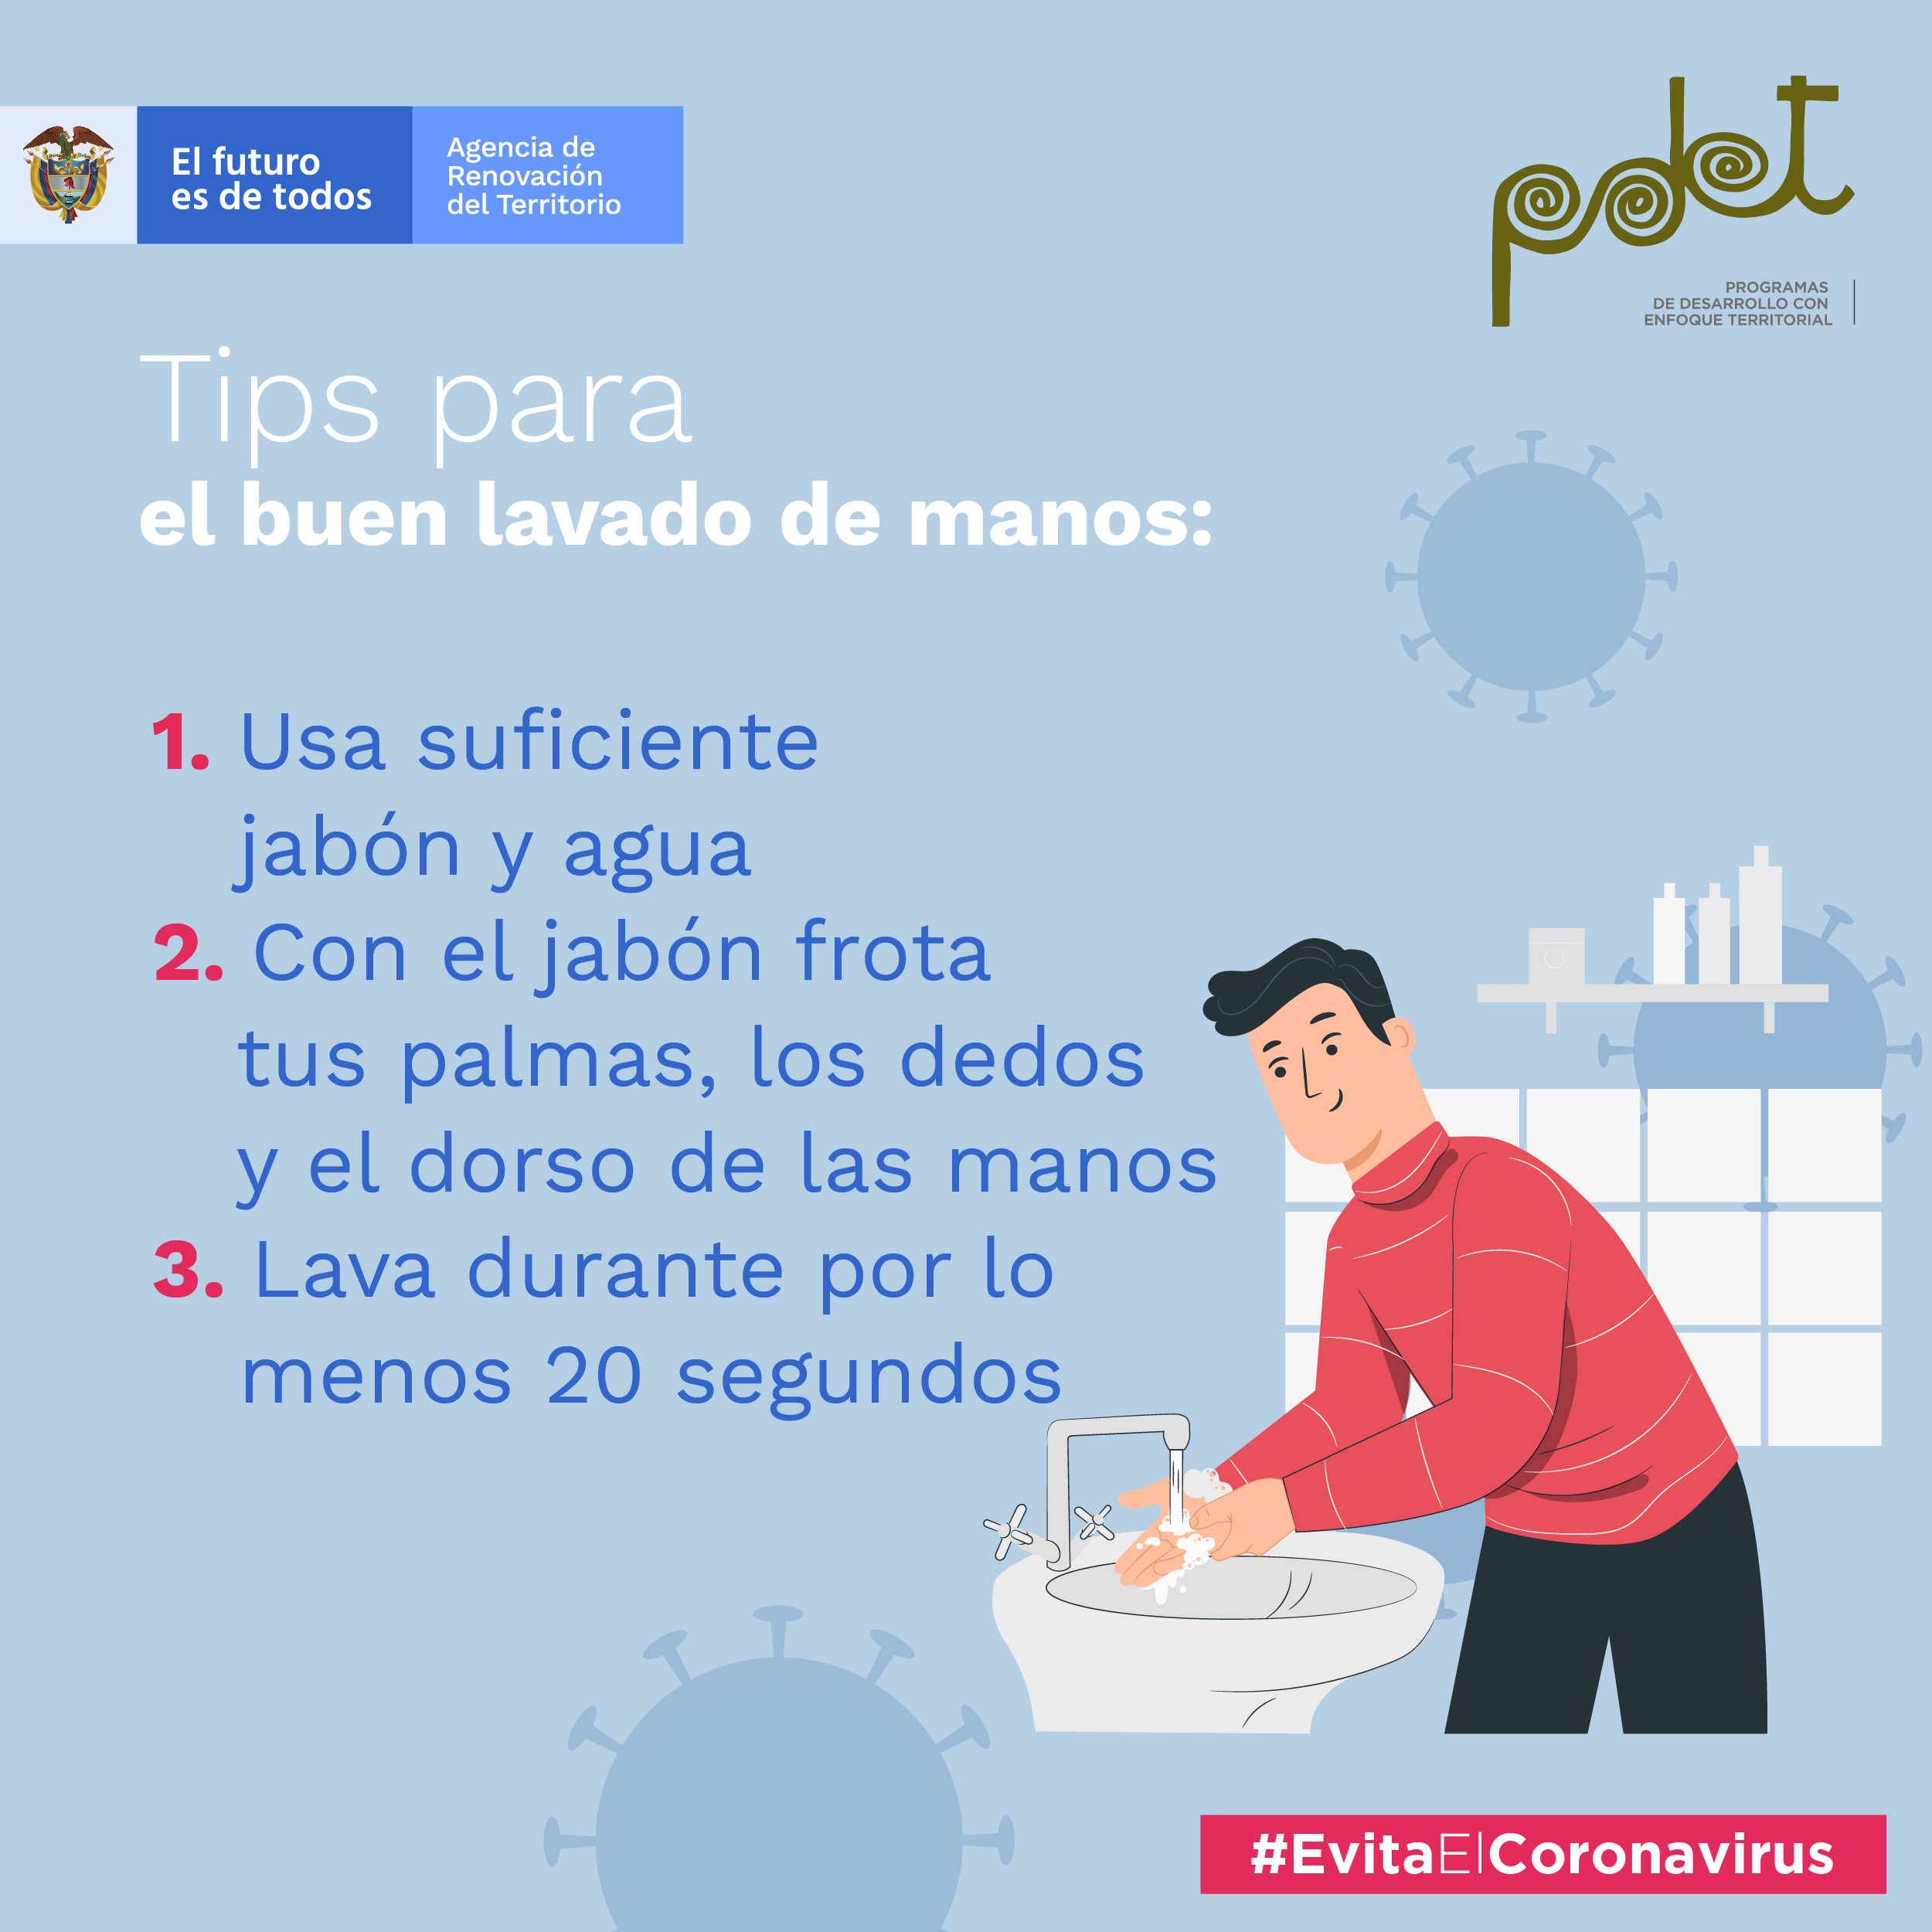 El futuro
es de todos
Agencia de
Renovación
del Territorio
pdet
PROGRAMAS
DE DESARROLLO CON
ENFOQUE TERRITORIAL
Tips para
el buen lavado de manos:
1. Usa suficiente
jabón y agua
2. Con el jabón frota
tus palmas, los dedos
y el dorso de las manos
3. Lava durante por lo
menos 20 segundos
#EvitaElCoronavirus